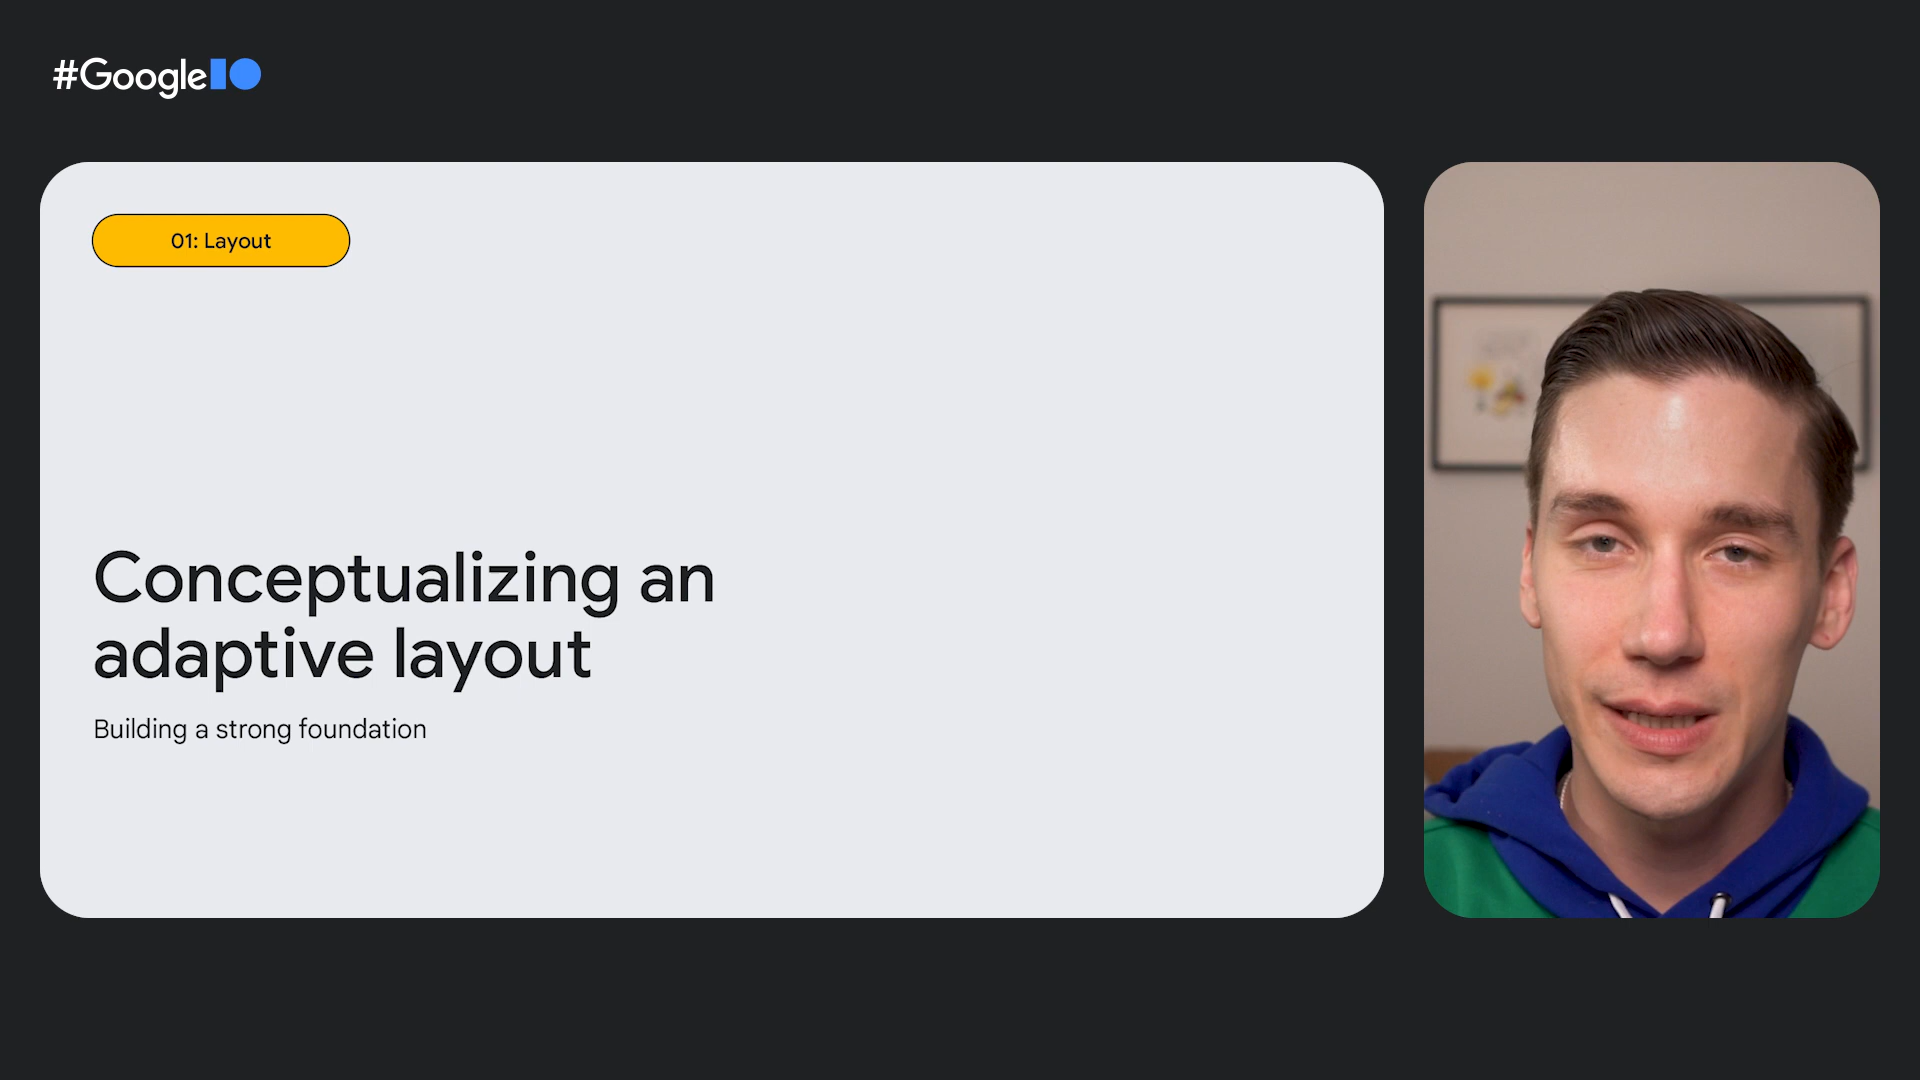 #GoogleIO
01: Layout
Conceptualizing an
adaptive layout
Building a strong foundation